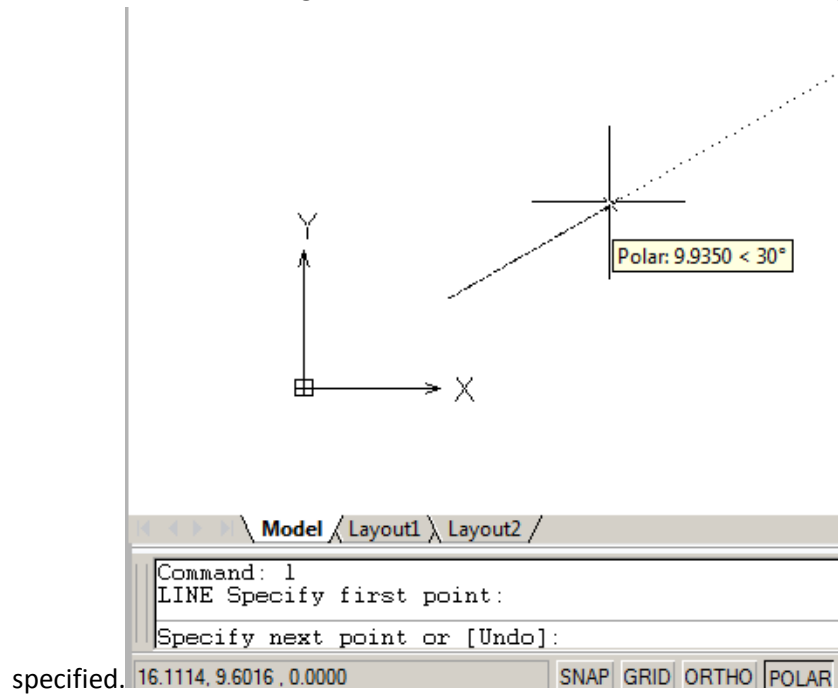 Y
Polar: 9.9350 < 30°
X
Model Layout1 Layout2
Command: l
LINE Specify first point:
Specify next point or [Undo]:
specified. 16.1114, 9.6016 , 0.0000 SNAP GRID ORTHO POLAR